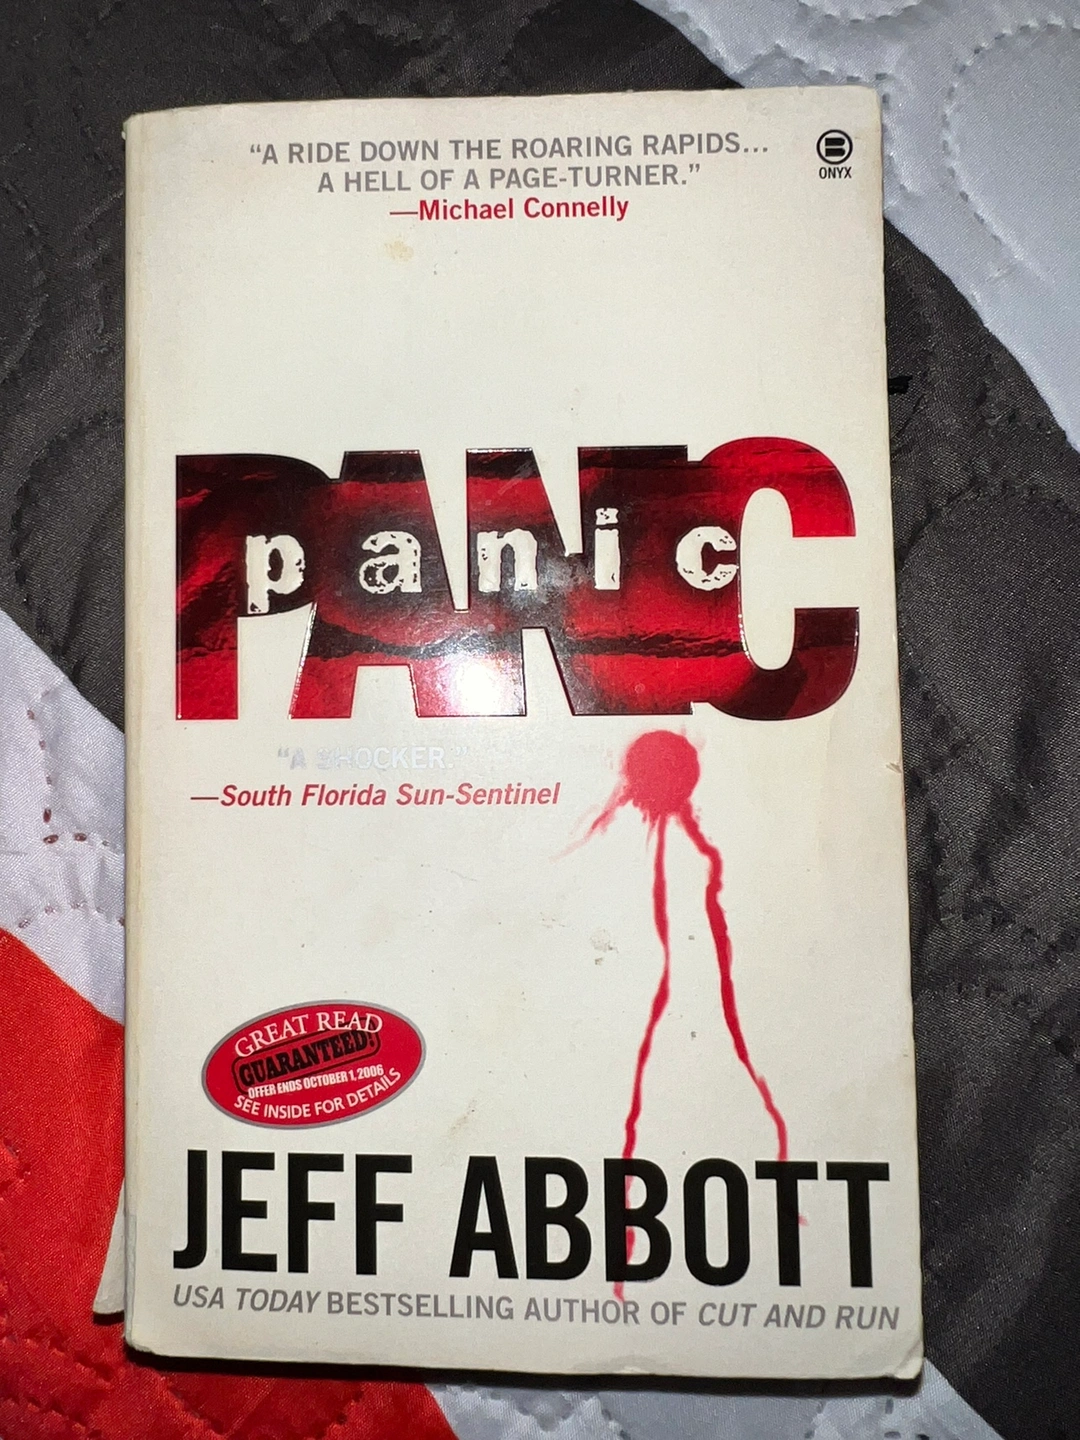 “A RIDE DOWN THE ROARING RAPIDS...
A HELL OF A PAGE-TURNER.”
—Michael Connelly
B
ONYX
PANIC
panic
“A SHOCKER.”
—South Florida Sun-Sentinel
GREAT READ
GUARANTEED!
OFFER ENDS OCTOBER 1, 2006
SEE INSIDE FOR DETAILS
JEFF ABBOTT
USA TODAY BESTSELLING AUTHOR OF CUT AND RUN